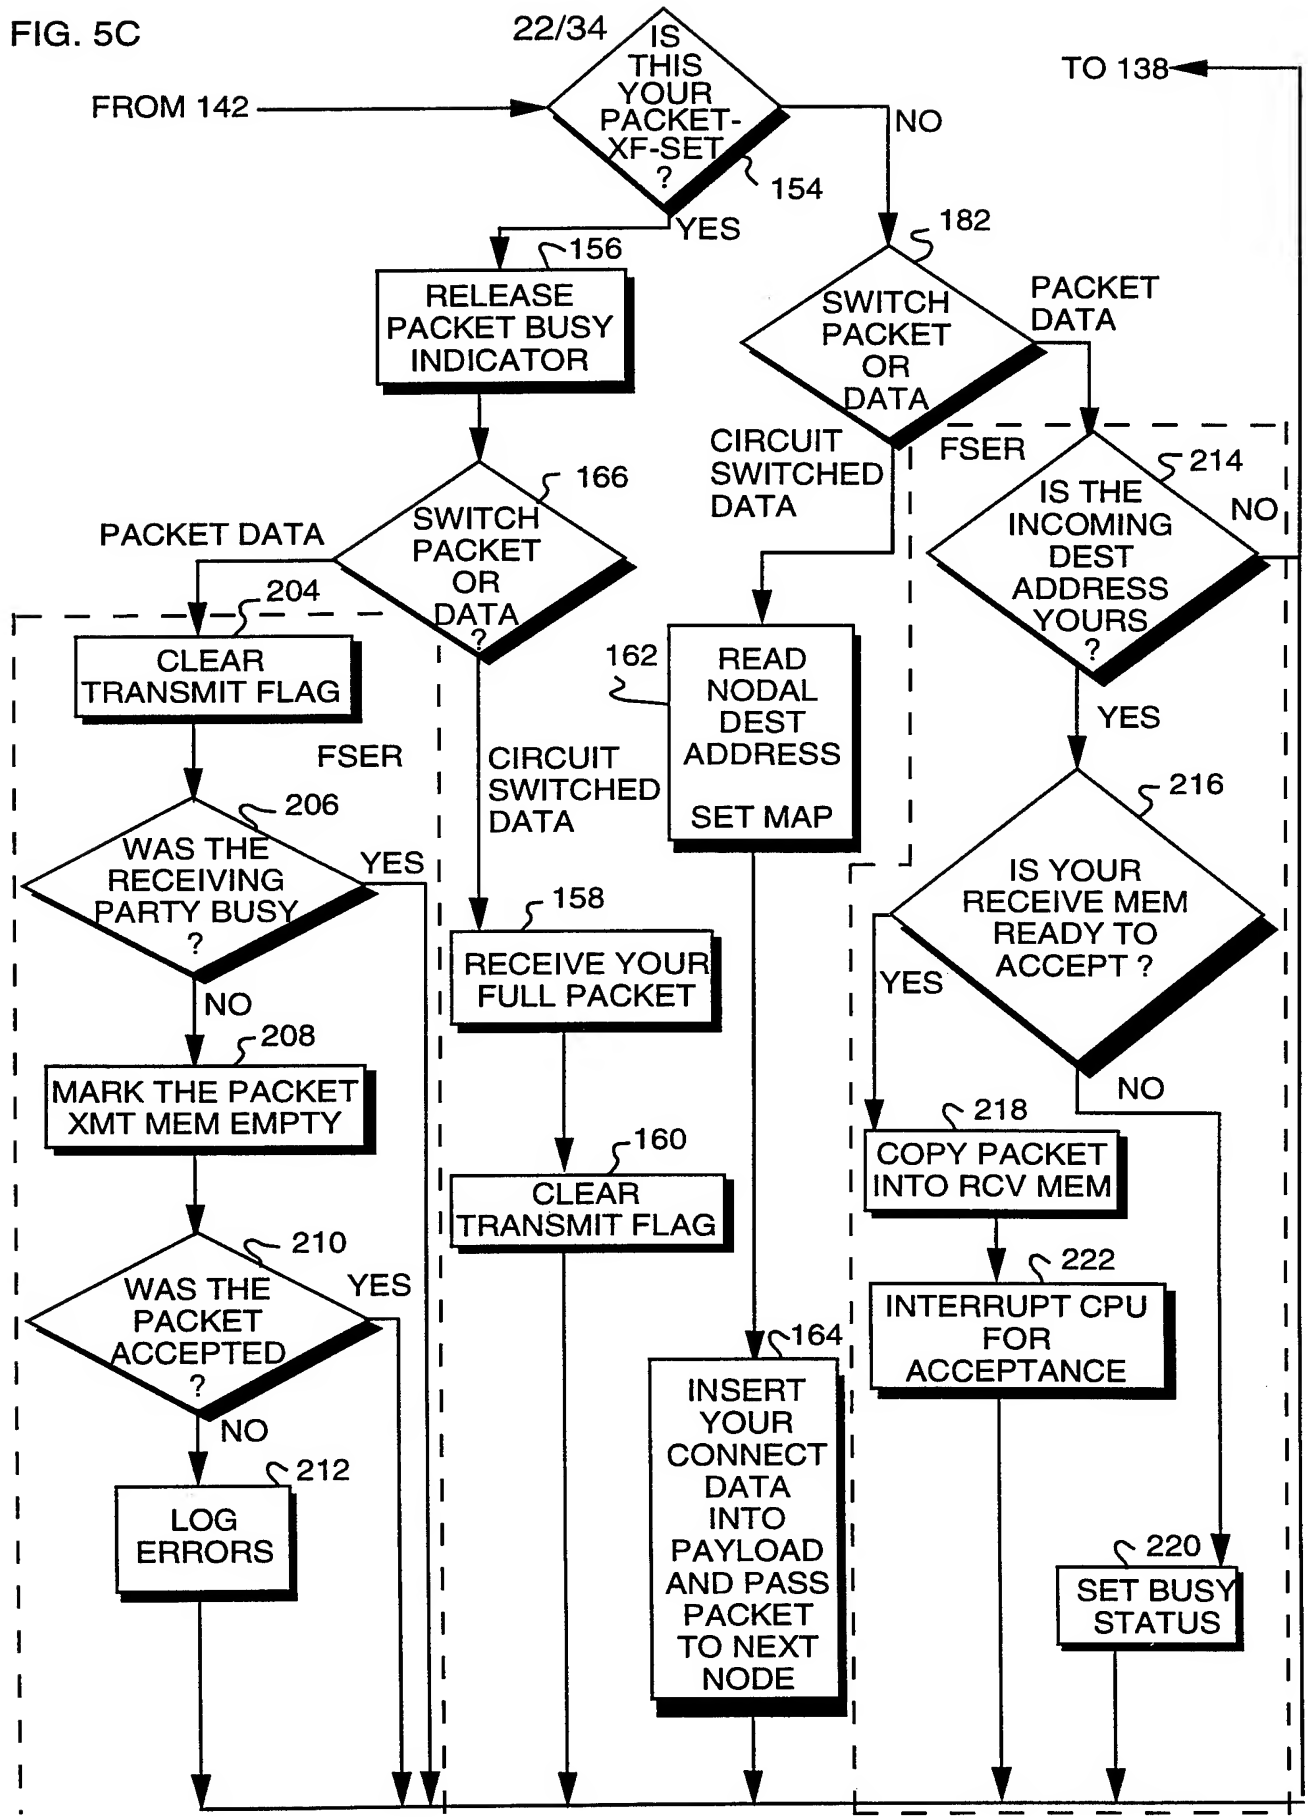 FIG. 5C
22/34
IS
THIS
YOUR
PACKET-
XF-SET
?
154
FROM 142
TO 138
NO
YES
156
RELEASE
PACKET BUSY
INDICATOR
182
SWITCH
PACKET
OR
DATA
PACKET
DATA
CIRCUIT
SWITCHED
DATA
FSER
214
IS THE
INCOMING
DEST
ADDRESS
YOURS
?
NO
YES
166
SWITCH
PACKET
OR
DATA
?
PACKET DATA
204
CLEAR
TRANSMIT FLAG
FSER
CIRCUIT
SWITCHED
DATA
162
READ
NODAL
DEST
ADDRESS
SET MAP
206
WAS THE
RECEIVING
PARTY BUSY
?
YES
NO
216
IS YOUR
RECEIVE MEM
READY TO
ACCEPT ?
YES
NO
158
RECEIVE YOUR
FULL PACKET
208
MARK THE PACKET
XMT MEM EMPTY
160
CLEAR
TRANSMIT FLAG
218
COPY PACKET
INTO RCV MEM
210
WAS THE
PACKET
ACCEPTED
?
YES
NO
222
INTERRUPT CPU
FOR
ACCEPTANCE
164
INSERT
YOUR
CONNECT
DATA
INTO
PAYLOAD
AND PASS
PACKET
TO NEXT
NODE
212
LOG
ERRORS
220
SET BUSY
STATUS